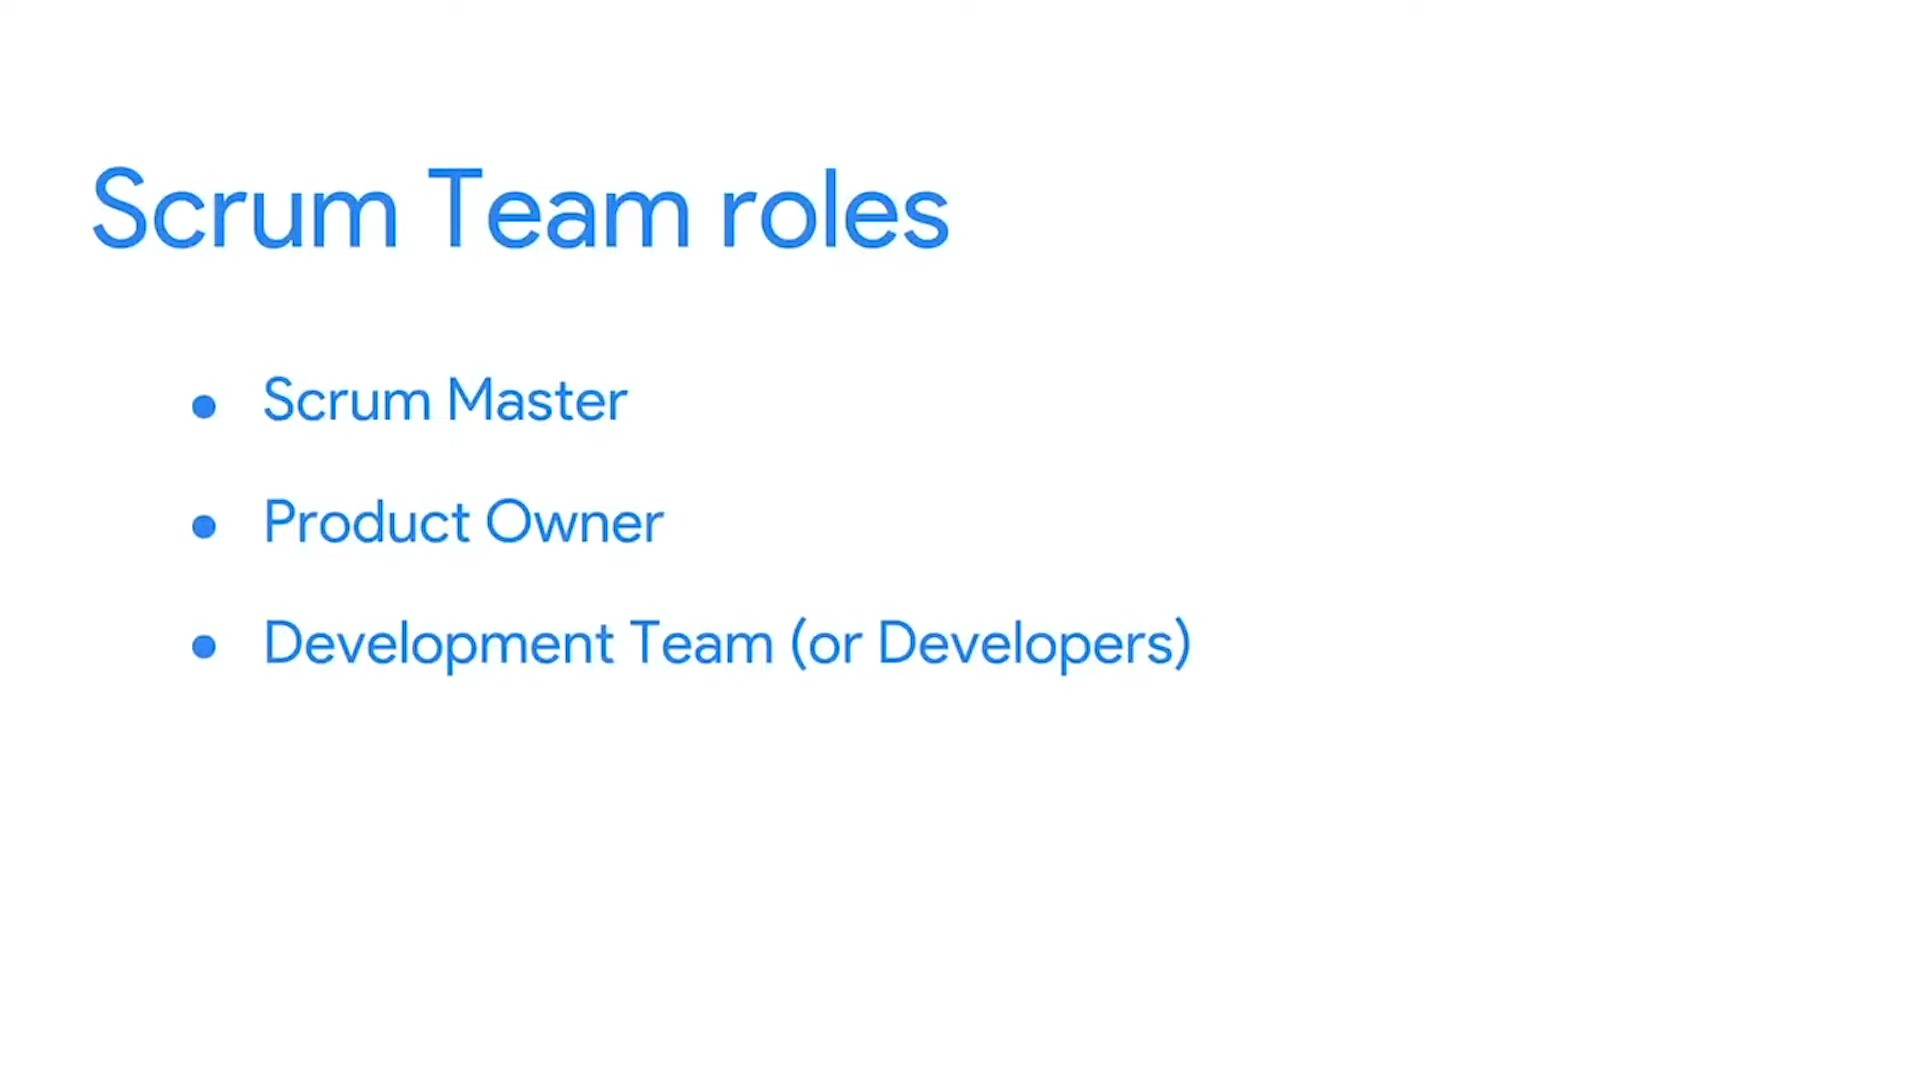 Scrum Team roles
● Scrum Master
● Product Owner
● Development Team (or Developers)